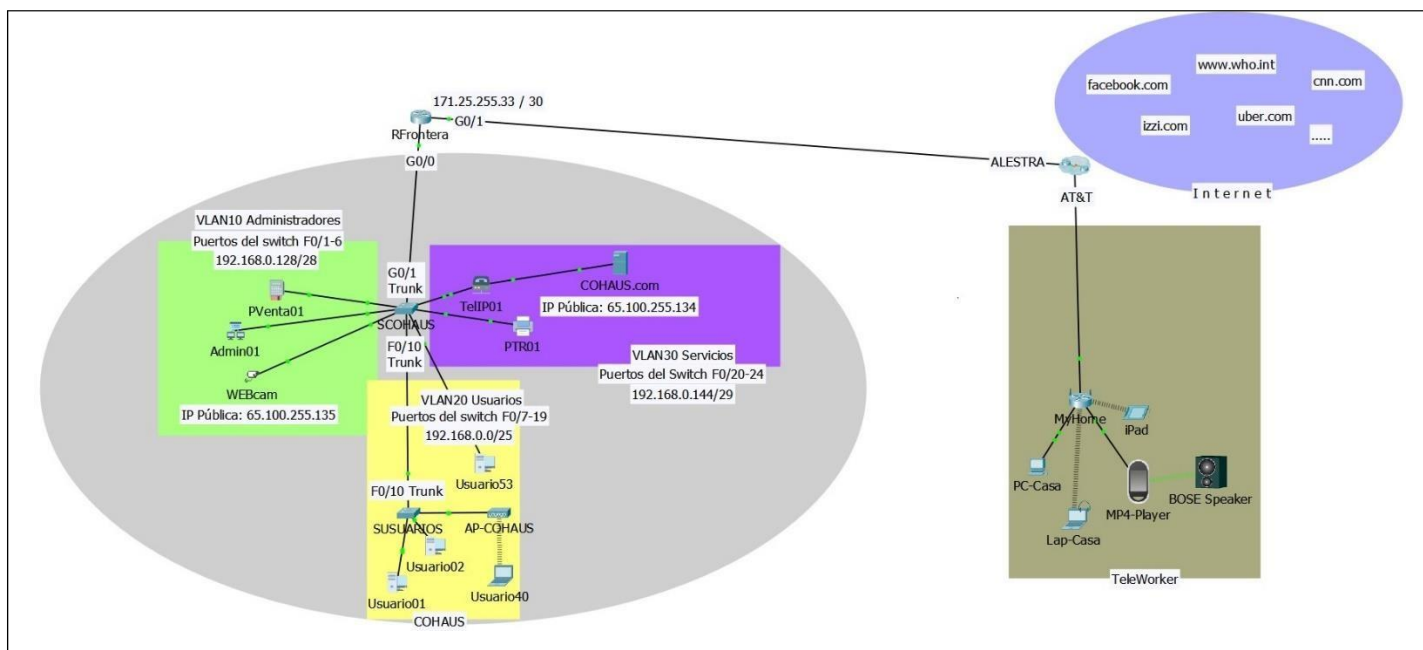 171.25.255.33 / 30
G0/1
RFrontera
G0/0
VLAN10 Administradores
Puertos del switch F0/1-6
192.168.0.128/28
PVenta01
Admin01
WEBcam
IP Pública: 65.100.255.135
G0/1
Trunk
SCOHAUS
F0/10
Trunk
TelIP01
COHAUS.com
IP Pública: 65.100.255.134
PTR01
VLAN30 Servicios
Puertos del Switch F0/20-24
192.168.0.144/29
VLAN20 Usuarios
Puertos del switch F0/7-19
192.168.0.0/25
Usuario53
F0/10 Trunk
SUSUARIOS
AP-COHAUS
Usuario02
Usuario01
Usuario40
COHAUS
www.who.int
facebook.com
cnn.com
izzi.com
uber.com
.....
Internet
ALESTRA
AT&T
MyHome
iPad
PC-Casa
MP4-Player
BOSE Speaker
Lap-Casa
TeleWorker